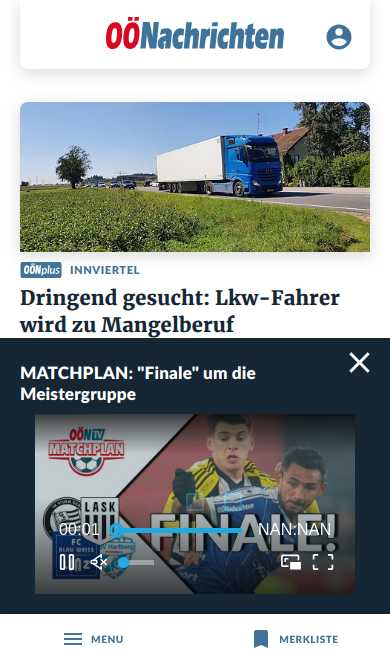 OÖNachrichten
OÖNplus INNVIERTEL
Dringend gesucht: Lkw-Fahrer
wird zu Mangelberuf
MATCHPLAN: "Finale" um die
Meistergruppe
OÖN TV
MATCHPLAN
LASK
FC
BLAU WEISS
Hartberg
FINALE!
00:01
NAN:NAN
MENU
MERKLISTE